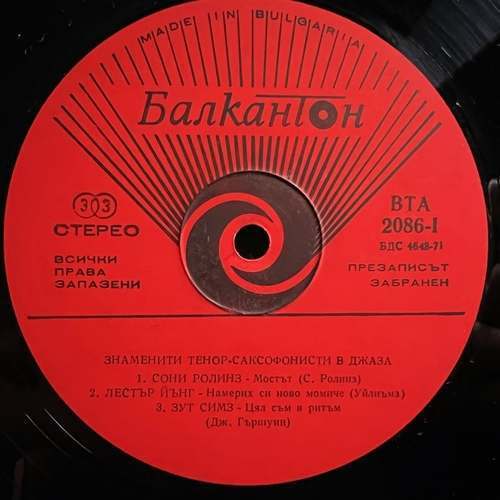 MADE IN BULGARIA
Балкантон
33
СТЕРЕО
ВСИЧКИ
ПРАВА
ЗАПАЗЕНИ
ВТА
2086-I
БДС 4642-71
ПРЕЗАПИСЪТ
ЗАБРАНЕН
ЗНАМЕНИТИ ТЕНОР-САКСОФОНИСТИ В ДЖАЗА
1. СОНИ РОЛИНЗ - Мостът (С. Ролинз)
2. ЛЕСТЪР ЙЪНГ - Намерих си ново момиче (Уйлиъмз)
3. ЗУТ СИМЗ - Цял съм в ритъм
(Дж. Гършуин)